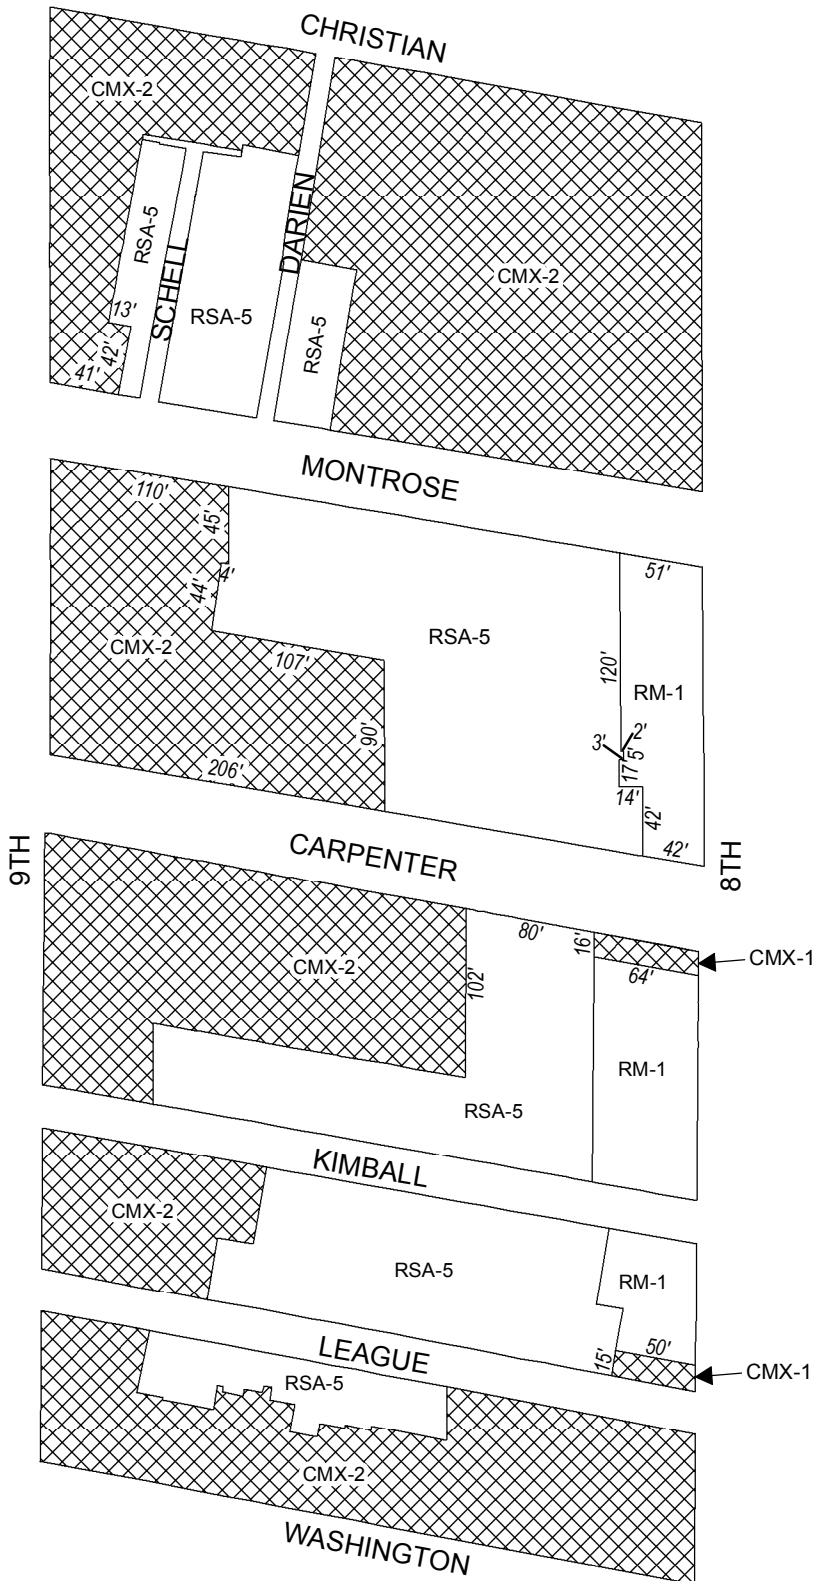 CHRISTIAN
CMX-2
RSA-5
SCHELL
RSA-5
DARIEN
RSA-5
CMX-2
13'
42'
41'
MONTROSE
110'
45'
4'
44'
CMX-2
107'
90'
206'
RSA-5
51'
120'
RM-1
2'
3'
5'
17'
14'
42'
42'
9TH
CARPENTER
8TH
CMX-2
102'
80'
16'
64'
CMX-1
RM-1
RSA-5
KIMBALL
CMX-2
RSA-5
RM-1
50'
15'
CMX-1
LEAGUE
RSA-5
CMX-2
WASHINGTON